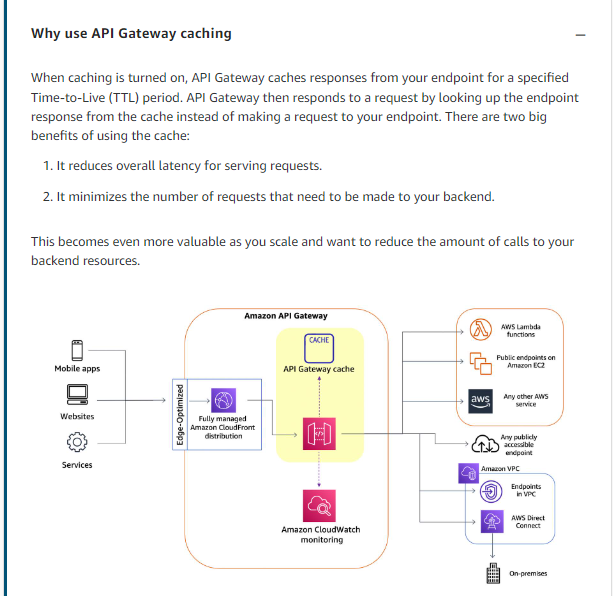 Why use API Gateway caching
When caching is turned on, API Gateway caches responses from your endpoint for a specified
Time-to-Live (TTL) period. API Gateway then responds to a request by looking up the endpoint
response from the cache instead of making a request to your endpoint. There are two big
benefits of using the cache:
1. It reduces overall latency for serving requests.
2. It minimizes the number of requests that need to be made to your backend.
This becomes even more valuable as you scale and want to reduce the amount of calls to your
backend resources.
Amazon API Gateway
CACHE
API Gateway cache
Mobile apps
Websites
Services
Edge-Optimized
Fully managed
Amazon CloudFront
distribution
Amazon CloudWatch
monitoring
AWS Lambda
functions
Public endpoints on
Amazon EC2
aws
Any other AWS
service
Any publicly
accessible
endpoint
Amazon VPC
Endpoints
in VPC
AWS Direct
Connect
On-premises